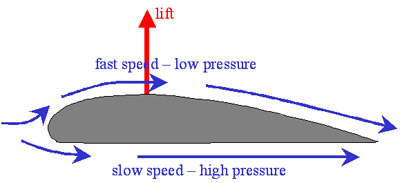 lift
fast speed – low pressure
slow speed – high pressure